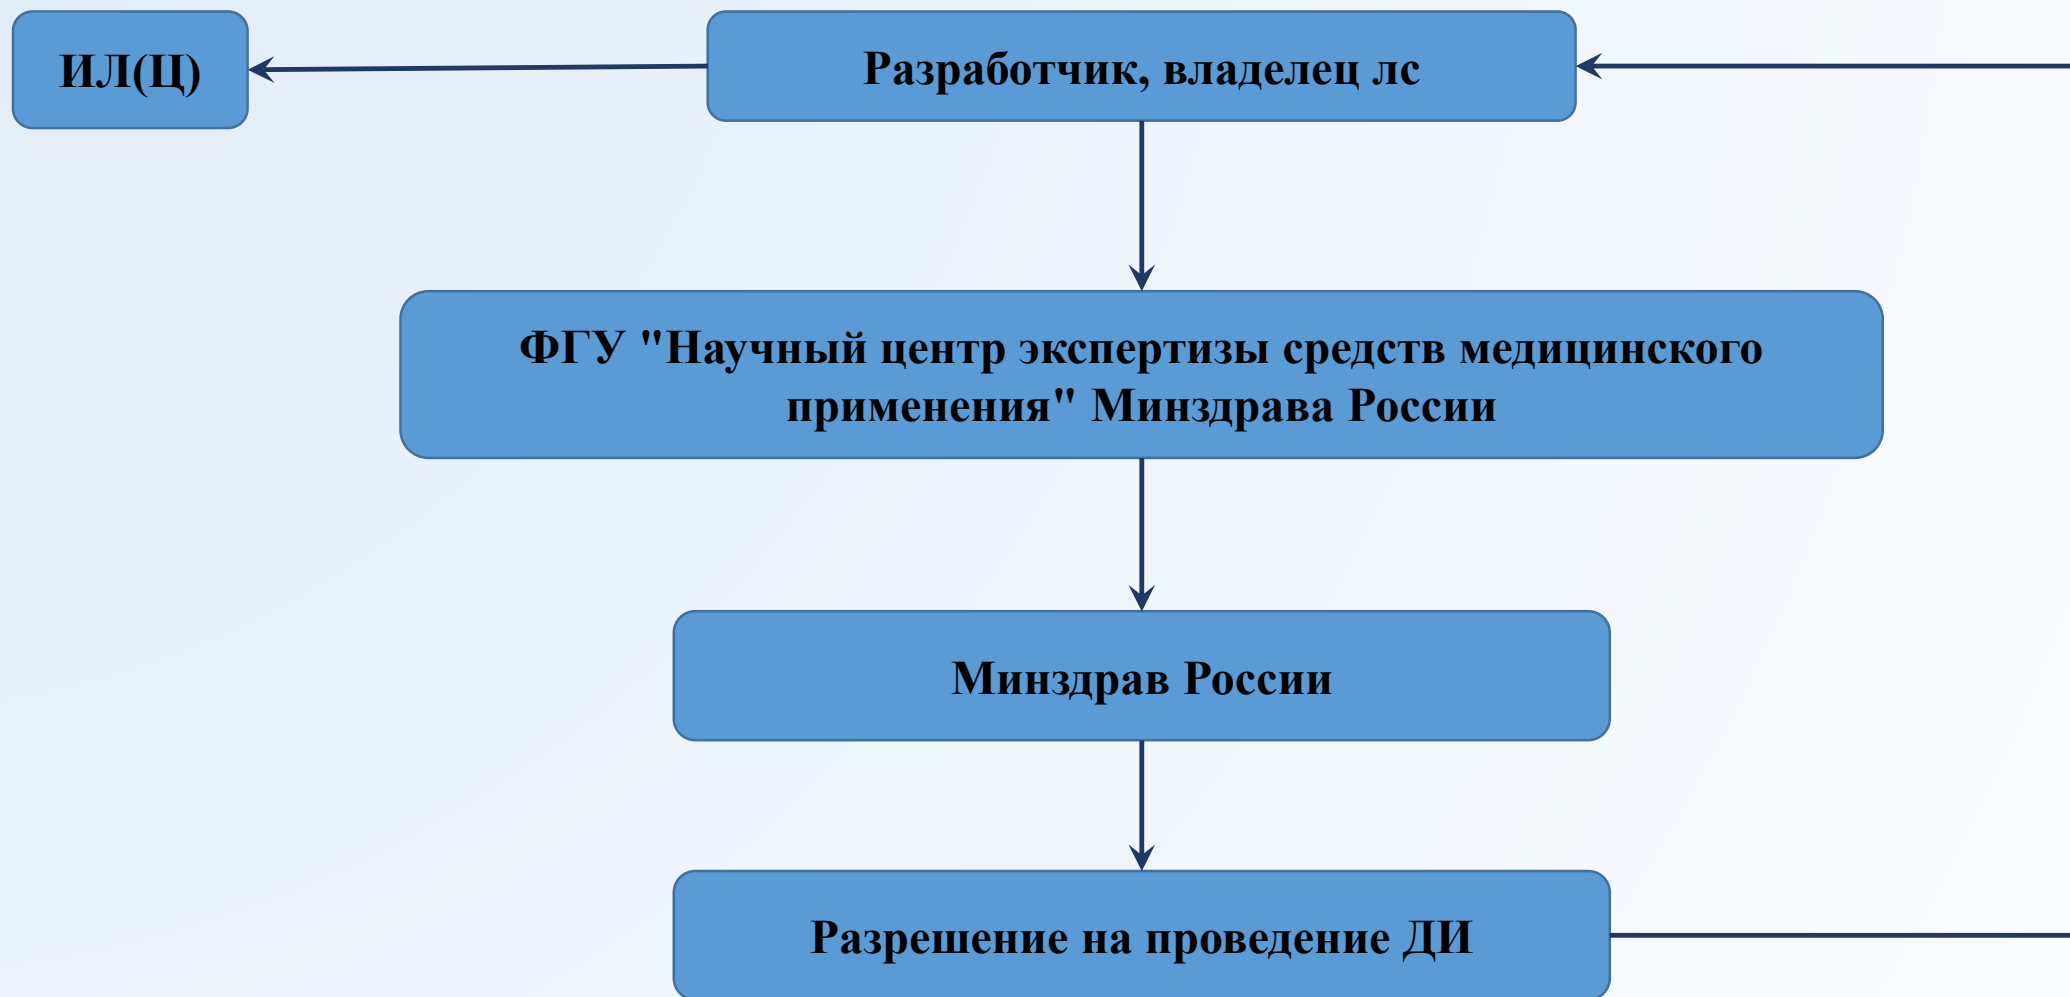 ИЛ(Ц)
Разработчик, владелец лс
ФГУ "Научный центр экспертизы средств медицинского
применения" Минздрава России
Минздрав России
Разрешение на проведение ДИ